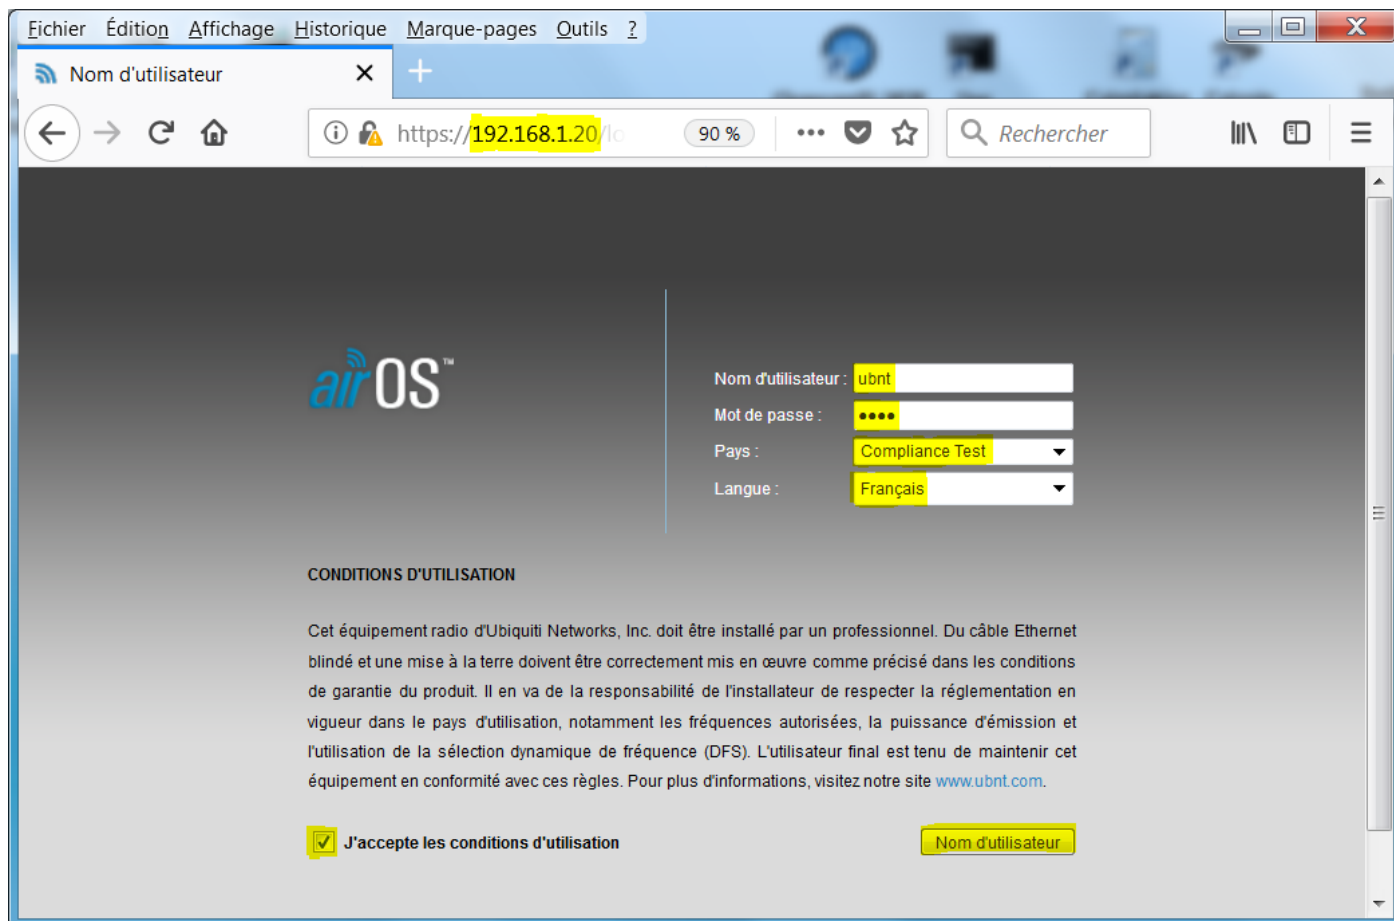 Fichier Édition Affichage Historique Marque-pages Outils ?
Nom d'utilisateur
https://192.168.1.20/lo 90 % Rechercher
airOS™
Nom d'utilisateur : ubnt
Mot de passe : ••••
Pays : Compliance Test
Langue : Français
CONDITIONS D'UTILISATION
Cet équipement radio d'Ubiquiti Networks, Inc. doit être installé par un professionnel. Du câble Ethernet
blindé et une mise à la terre doivent être correctement mis en œuvre comme précisé dans les conditions
de garantie du produit. Il en va de la responsabilité de l'installateur de respecter la réglementation en
vigueur dans le pays d'utilisation, notamment les fréquences autorisées, la puissance d'émission et
l'utilisation de la sélection dynamique de fréquence (DFS). L'utilisateur final est tenu de maintenir cet
équipement en conformité avec ces règles. Pour plus d'informations, visitez notre site www.ubnt.com.
J'accepte les conditions d'utilisation Nom d'utilisateur